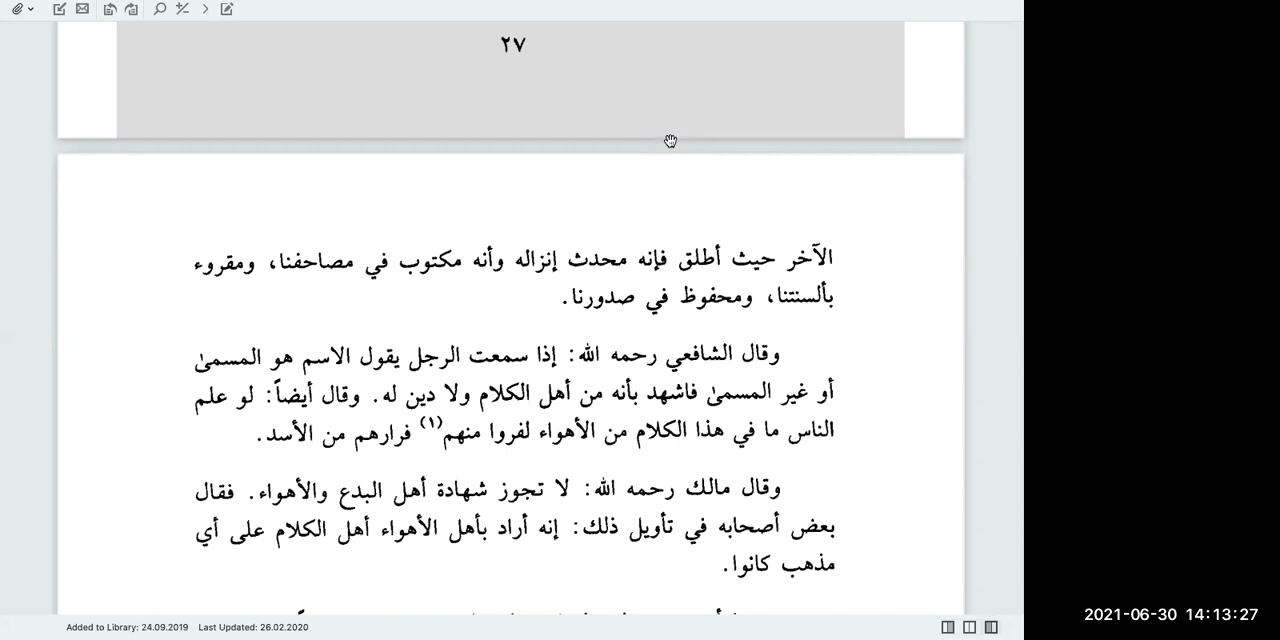 ٢٧
الآخر حيث أطلق فإنه محدث إنزاله وأنه مكتوب في مصاحفنا، ومقروء
بألسنتنا، ومحفوظ في صدورنا.
وقال الشافعي رحمه الله: إذا سمعت الرجل يقول الاسم هو المسمىٰ
أو غير المسمىٰ فاشهد بأنه من أهل الكلام ولا دين له. وقال أيضاً: لو علم
الناس ما في هذا الكلام من الأهواء لفروا منهم(١) فرارهم من الأسد.
وقال مالك رحمه الله: لا تجوز شهادة أهل البدع والأهواء. فقال
بعض أصحابه في تأويل ذلك: إنه أراد بأهل الأهواء أهل الكلام على أي
مذهب كانوا.
Added to Library: 24.09.2019 Last Updated: 26.02.2020
2021-06-30 14:13:27